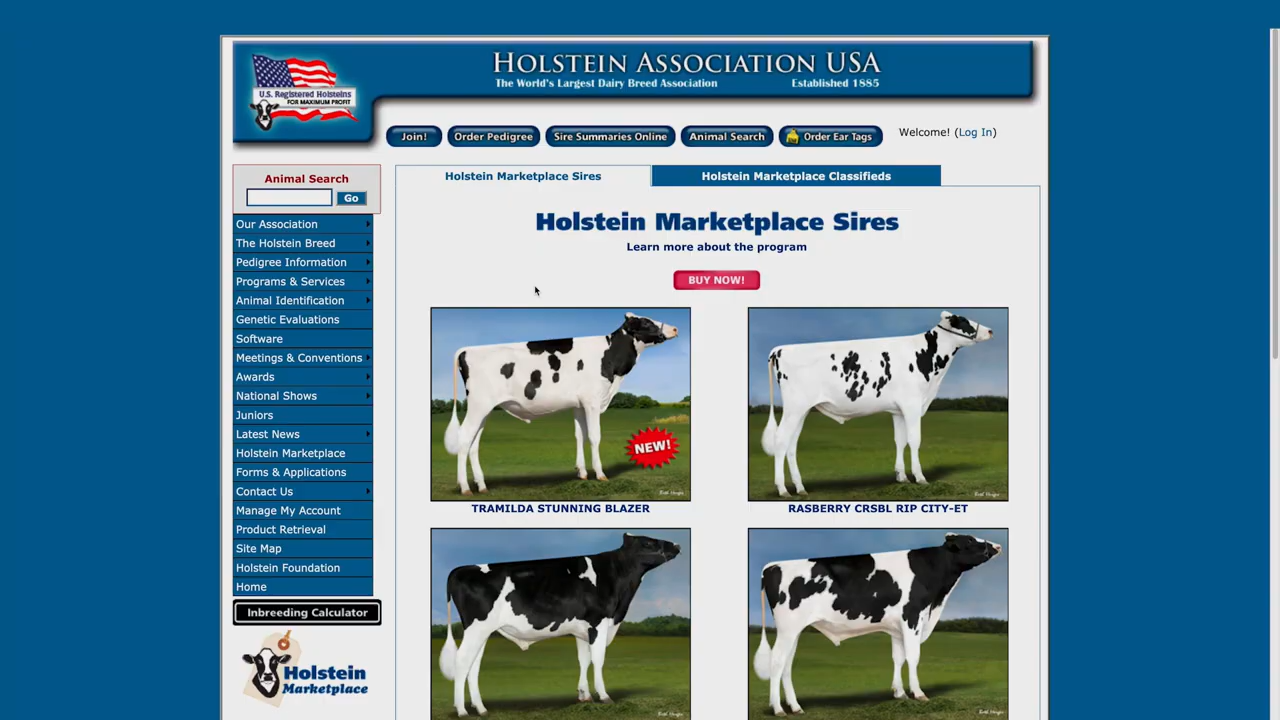 HOLSTEIN ASSOCIATION USA
The World's Largest Dairy Breed Association Established 1885
U.S. Registered Holsteins
FOR MAXIMUM PROFIT
Join! Order Pedigree Sire Summaries Online Animal Search Order Ear Tags Welcome! (Log In)
Animal Search
Go
Our Association
The Holstein Breed
Pedigree Information
Programs & Services
Animal Identification
Genetic Evaluations
Software
Meetings & Conventions
Awards
National Shows
Juniors
Latest News
Holstein Marketplace
Forms & Applications
Contact Us
Manage My Account
Product Retrieval
Site Map
Holstein Foundation
Home
Inbreeding Calculator
Holstein
Marketplace
Holstein Marketplace Sires Holstein Marketplace Classifieds
Holstein Marketplace Sires
Learn more about the program
BUY NOW!
NEW!
TRAMILDA STUNNING BLAZER RASBERRY CRSBL RIP CITY-ET